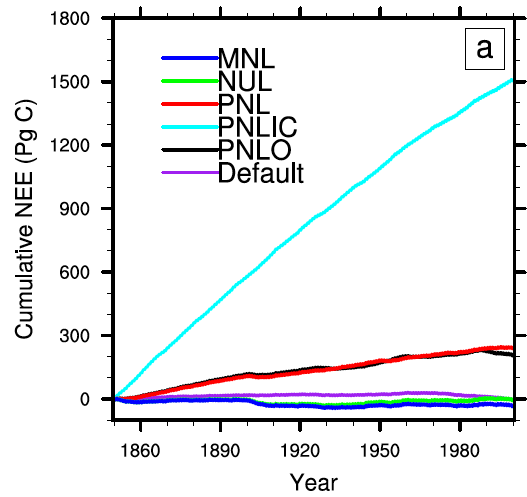 a
MNL
NUL
PNL
PNLIC
PNLO
Default
Cumulative NEE (Pg C)
1800
1500
1200
900
600
300
0
1860 1890 1920 1950 1980
Year